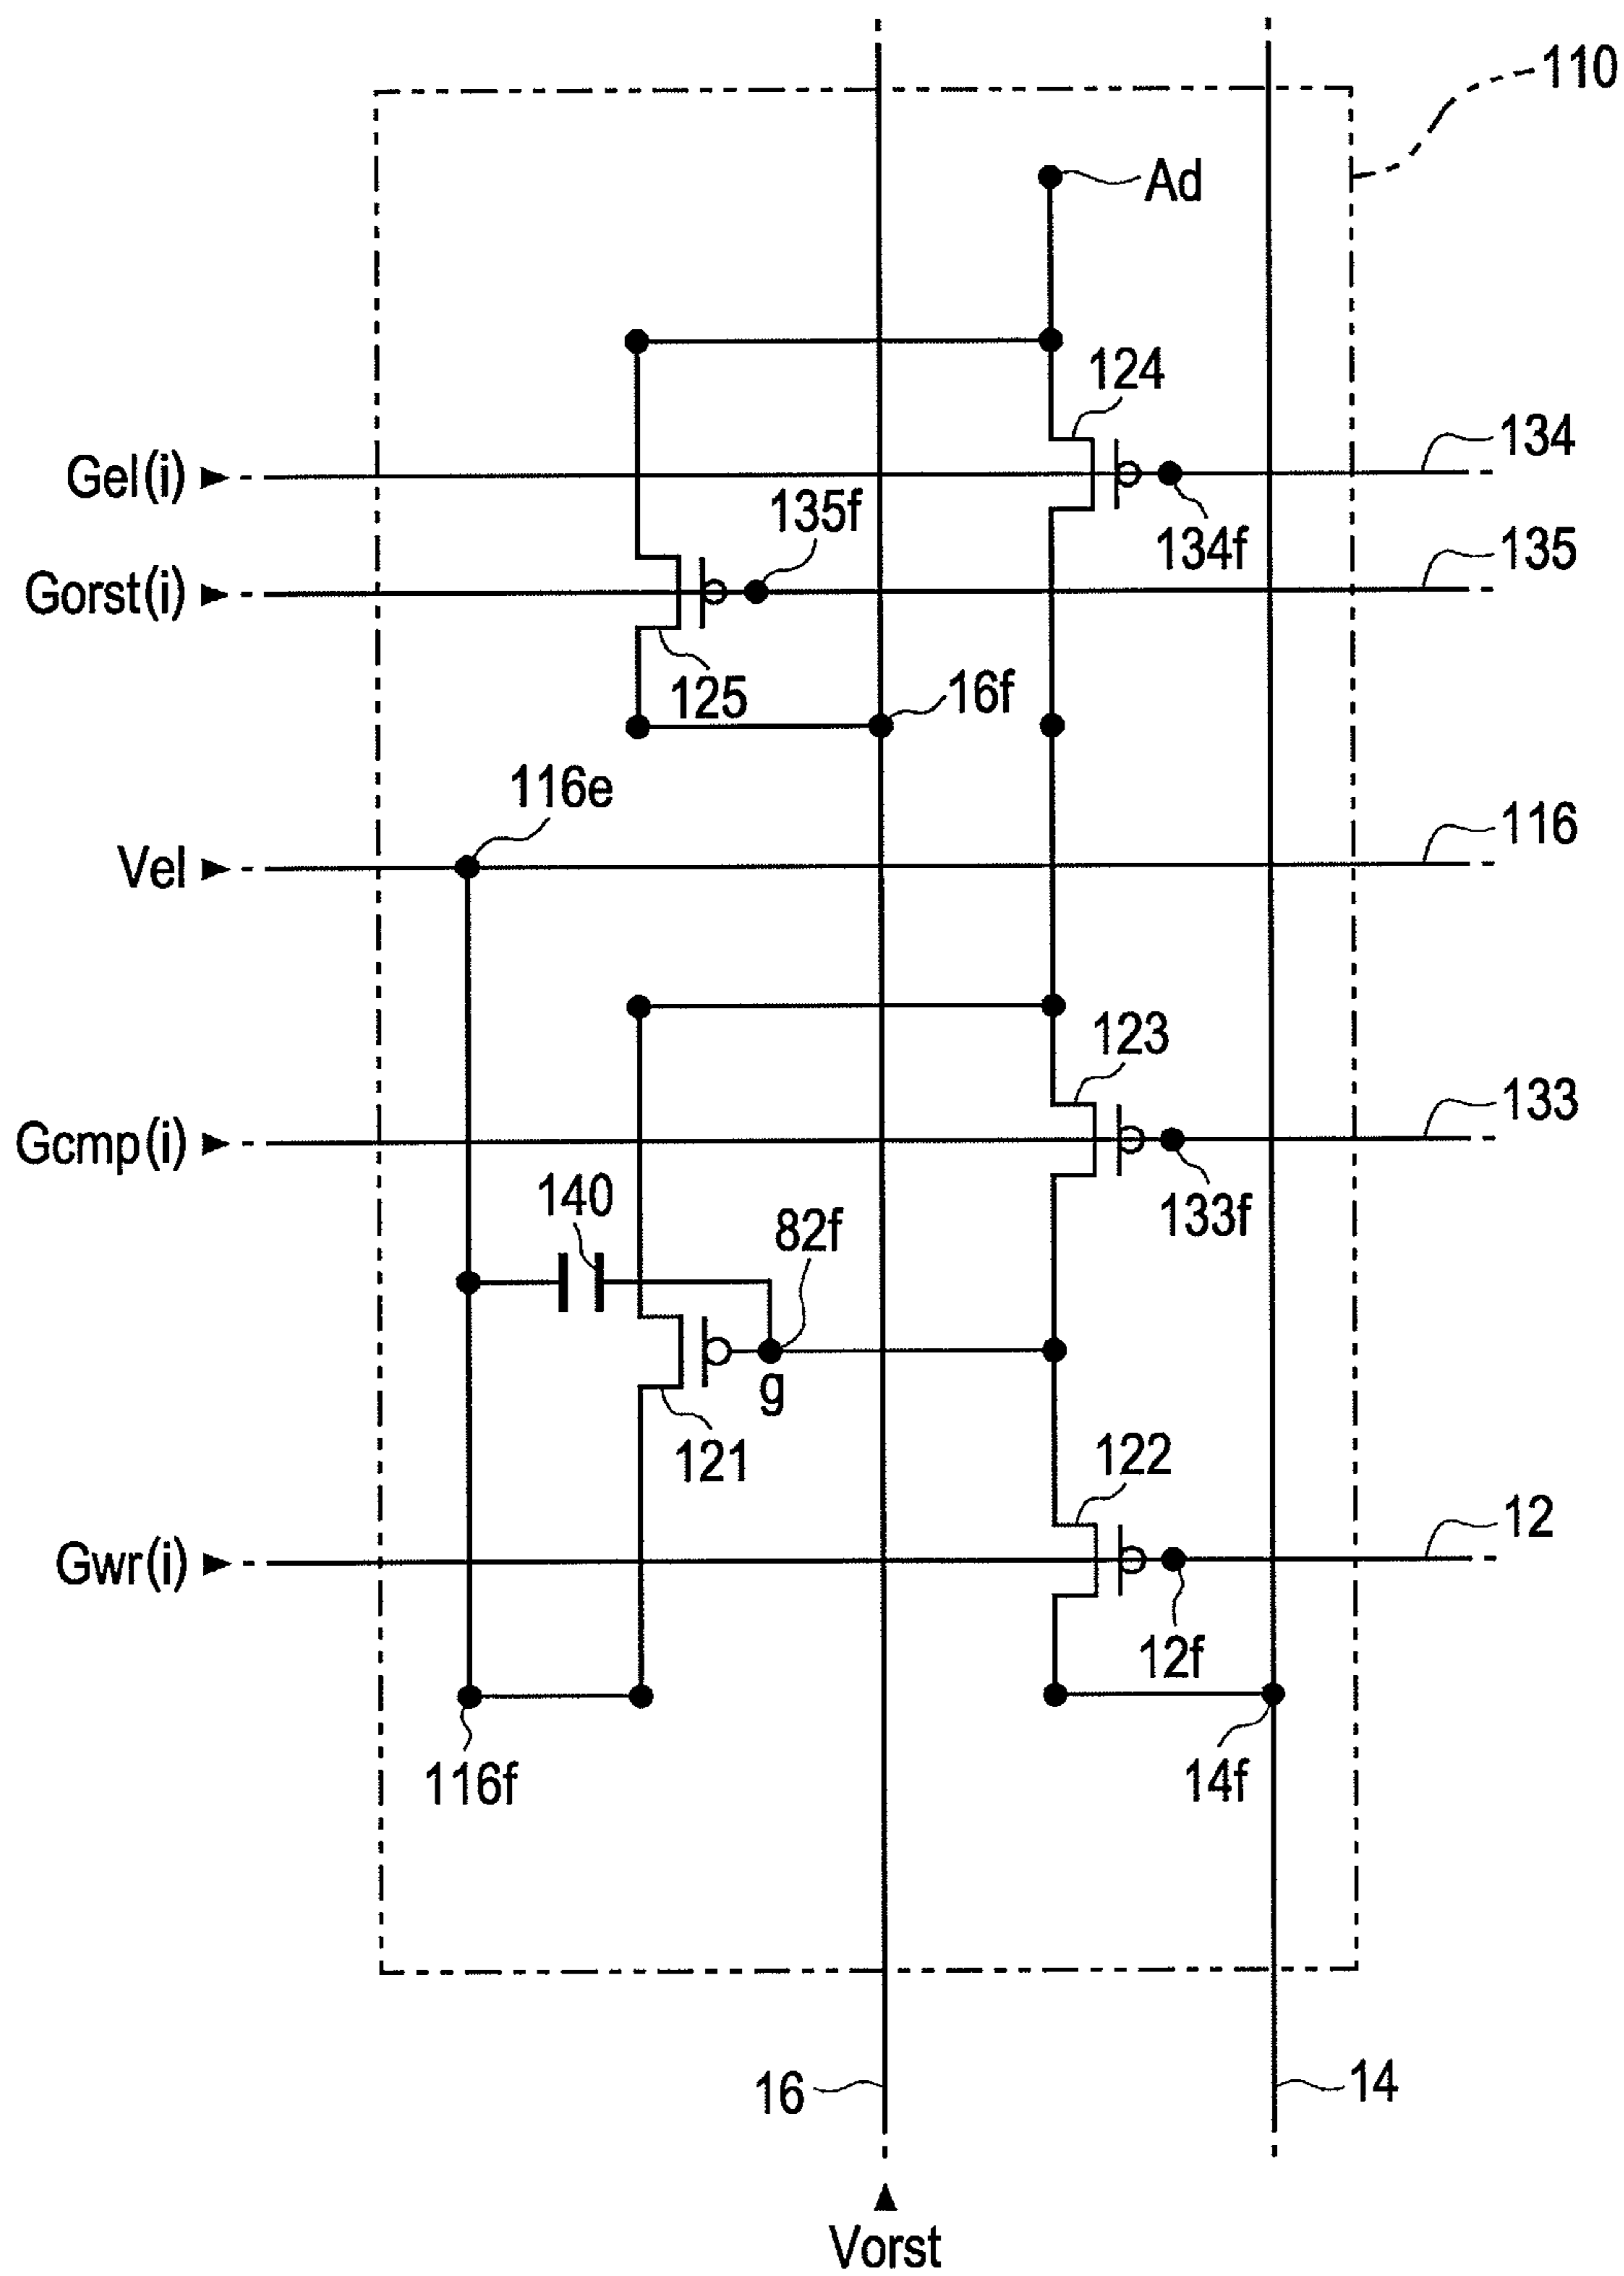 110
Ad
124
Gel(i)
134
135f
134f
Gorst(i)
135
125
16f
116e
Vel
116
123
Gcmp(i)
133
140
82f
133f
g
121
122
Gwr(i)
12
12f
116f
14f
16
14
Vorst